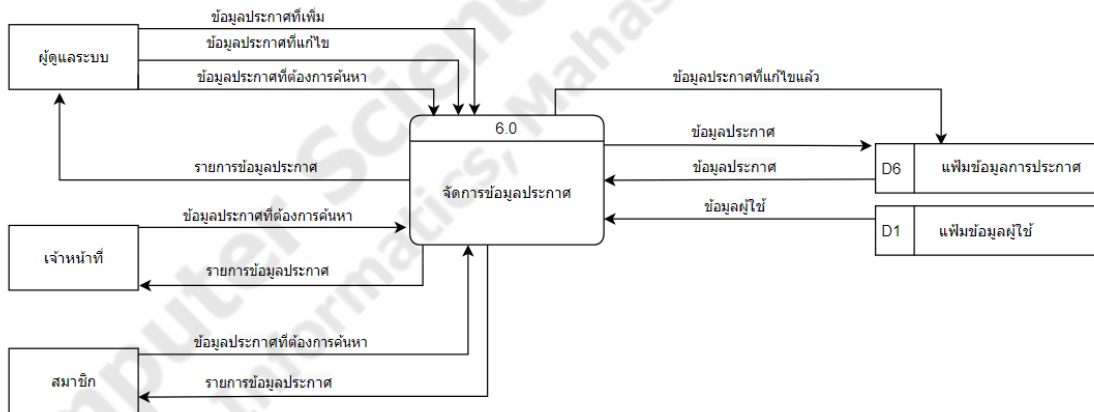 ข้อมูลประกาศที่เพิ่ม
ผู้ดูแลระบบ
ข้อมูลประกาศที่แก้ไข
ข้อมูลประกาศที่ต้องการค้นหา
ข้อมูลประกาศที่แก้ไขแล้ว
6.0
ข้อมูลประกาศ
รายการข้อมูลประกาศ
จัดการข้อมูลประกาศ
ข้อมูลประกาศ
D6 แฟ้มข้อมูลการประกาศ
ข้อมูลประกาศที่ต้องการค้นหา
ข้อมูลผู้ใช้
D1 แฟ้มข้อมูลผู้ใช้
เจ้าหน้าที่
รายการข้อมูลประกาศ
ข้อมูลประกาศที่ต้องการค้นหา
สมาชิก
รายการข้อมูลประกาศ
mputer Science
Informatics, Mahas